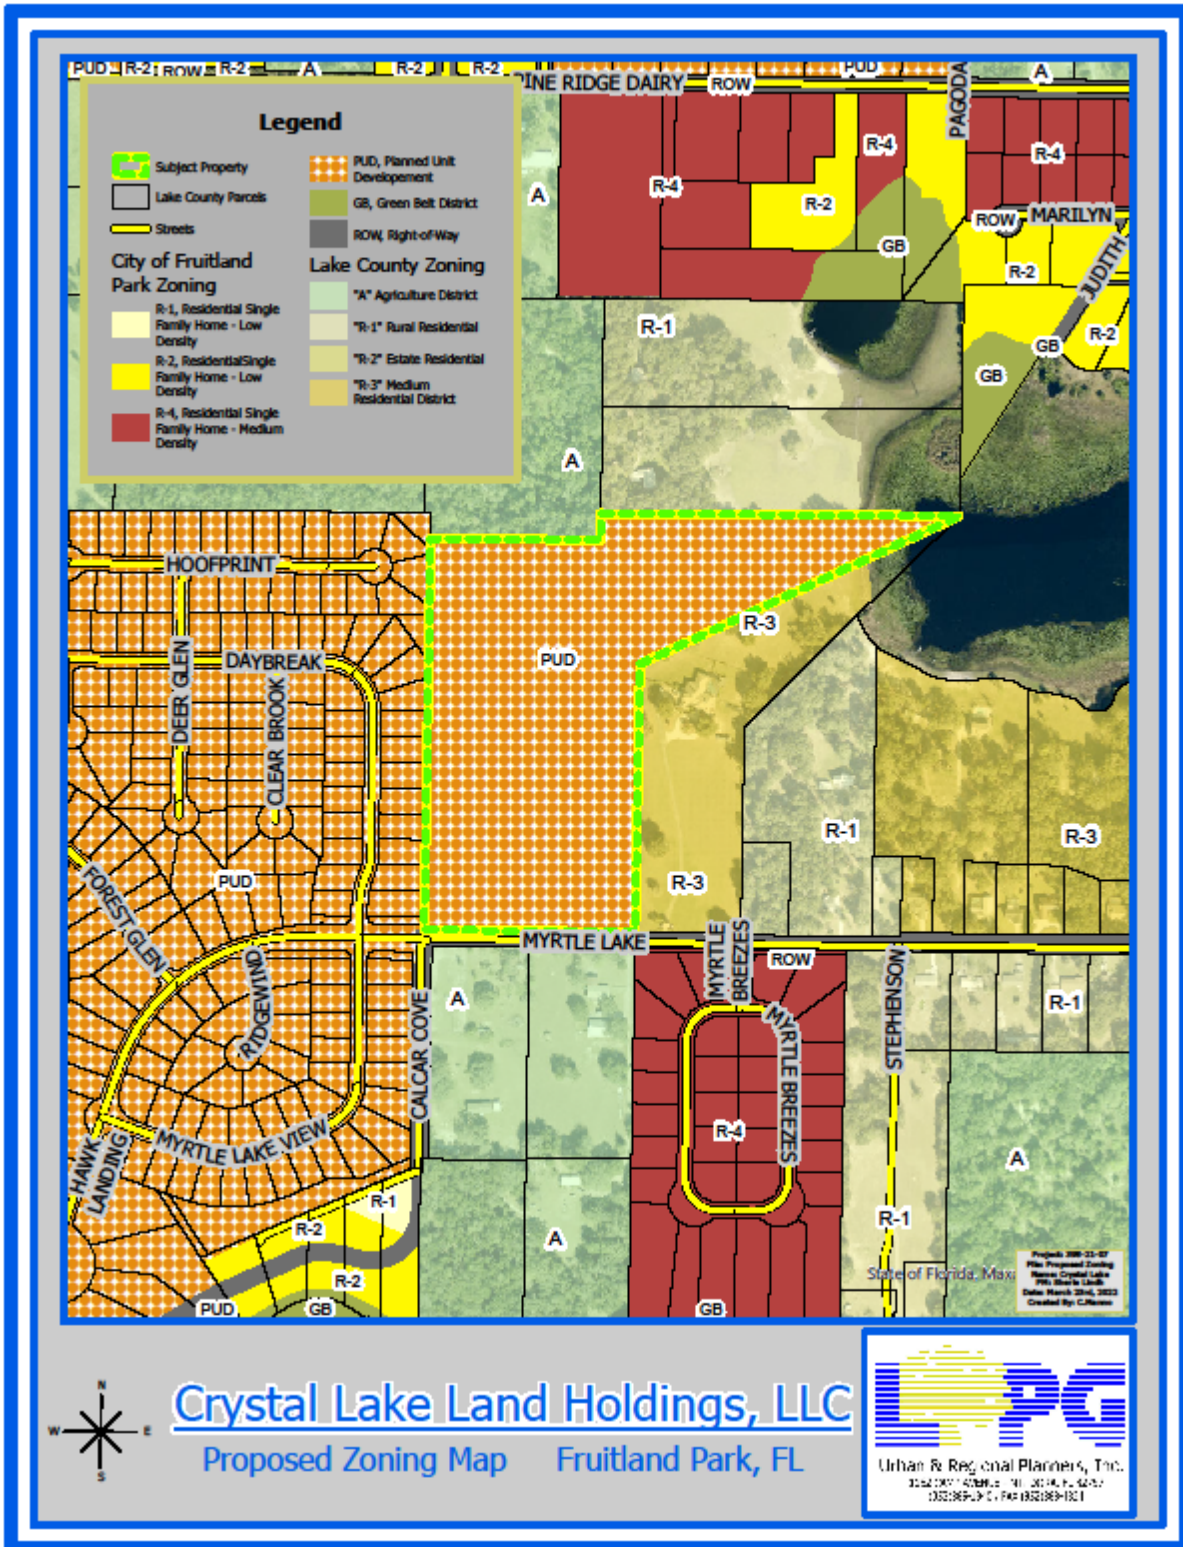 PUD R-2 ROW R-2 A R-2 R-2 PUD A
PINE RIDGE DAIRY ROW
PAGODA
Legend
Subject Property
Lake County Parcels
Streets
City of Fruitland
Park Zoning
R-1, Residential Single
Family Home - Low
Density
R-2, ResidentialSingle
Family Home - Low
Density
R-4, Residential Single
Family Home - Medium
Density
PUD, Planned Unit
Developement
GB, Green Belt District
ROW, Right-of-Way
Lake County Zoning
"A" Agriculture District
"R-1" Rural Residential
"R-2" Estate Residential
"R-3" Medium
Residential District
A
R-4
R-4
R-4
R-2
ROW MARILYN
GB
R-2
JUDITH
R-1
GB
R-2
GB
A
HOOFPRINT
R-3
DAYBREAK
PUD
DEER GLEN
CLEAR BROOK
R-1
R-3
PUD
R-3
FOREST GLEN
MYRTLE LAKE
MYRTLE
BREEZES
ROW
RIDGEWIND
A
CALCAR COVE
STEPHENSON
R-1
MYRTLE BREEZES
R-4
MYRTLE LAKE VIEW
HAWK
LANDING
A
R-1
R-2
R-1
A
R-2
PUD
GB
GB
State of Florida, Max
Date: March 23rd, 2022
N
W E
S
Crystal Lake Land Holdings, LLC
Proposed Zoning Map Fruitland Park, FL
LPG
Urban & Regional Planners, Inc.